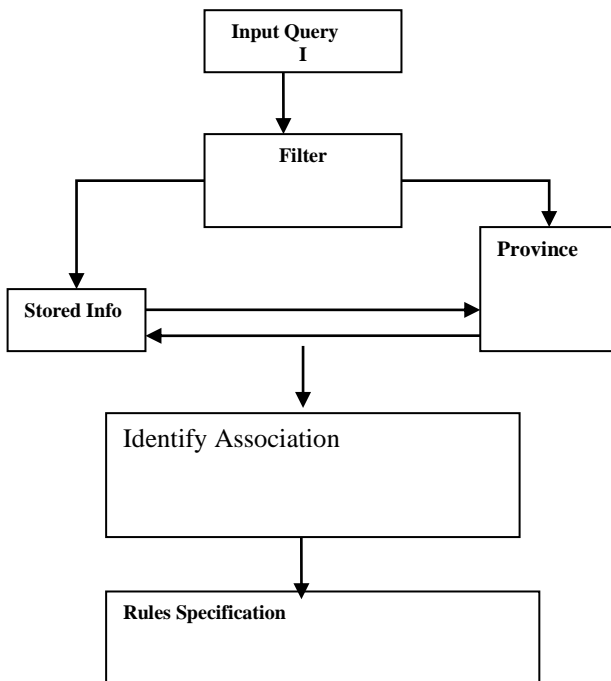 Input Query
I
Filter
Province
Stored Info
Identify Association
Rules Specification